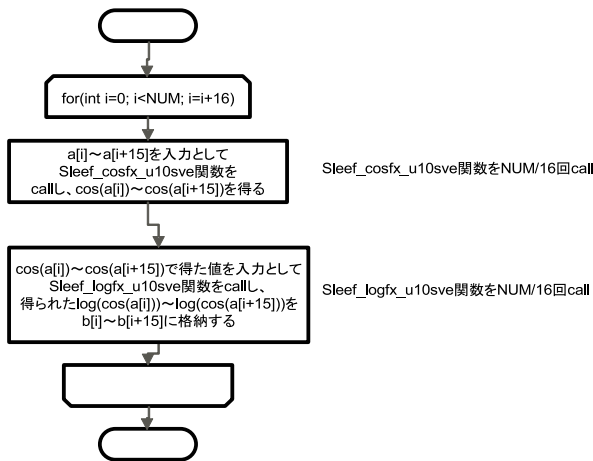 for(int i=0; i<NUM; i=i+16)
a[i]～a[i+15]を入力として
Sleef_cosfx_u10sve関数を
callし、cos(a[i])～cos(a[i+15])を得る
Sleef_cosfx_u10sve関数をNUM/16回call
cos(a[i])～cos(a[i+15])で得た値を入力として
Sleef_logfx_u10sve関数をcallし、
得られたlog(cos(a[i]))～log(cos(a[i+15]))を
b[i]～b[i+15]に格納する
Sleef_logfx_u10sve関数をNUM/16回call